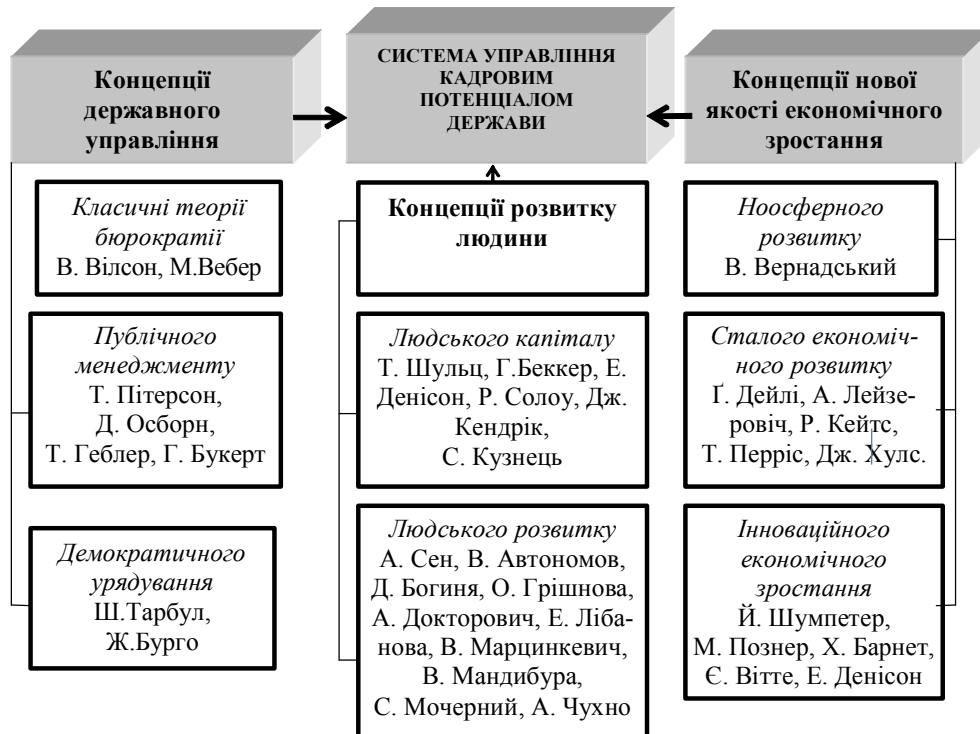 Концепції
державного
управління
СИСТЕМА УПРАВЛІННЯ
КАДРОВИМ
ПОТЕНЦІАЛОМ
ДЕРЖАВИ
Концепції нової
якості економічного
зростання
Класичні теорії
бюрократії
В. Вілсон, М.Вебер
Концепції розвитку
людини
Ноосферного
розвитку
В. Вернадський
Публічного
менеджменту
Т. Пітерсон,
Д. Осборн,
Т. Геблер, Г. Букерт
Людського капіталу
Т. Шульц, Г.Беккер, Е.
Денісон, Р. Солоу, Дж.
Кендрік,
С. Кузнець
Сталого економіч-
ного розвитку
Ґ. Дейлі, А. Лейзе-
ровіч, Р. Кейтс,
Т. Перріс, Дж. Хулс.
Демократичного
урядування
Ш.Тарбул,
Ж.Бурго
Людського розвитку
А. Сен, В. Автономов,
Д. Богиня, О. Грішнова,
А. Докторович, Е. Ліба-
нова, В. Марцинкевич,
В. Мандибура,
С. Мочерний, А. Чухно
Інноваційного
економічного
зростання
Й. Шумпетер,
М. Познер, Х. Барнет,
Є. Вітте, Е. Денісон